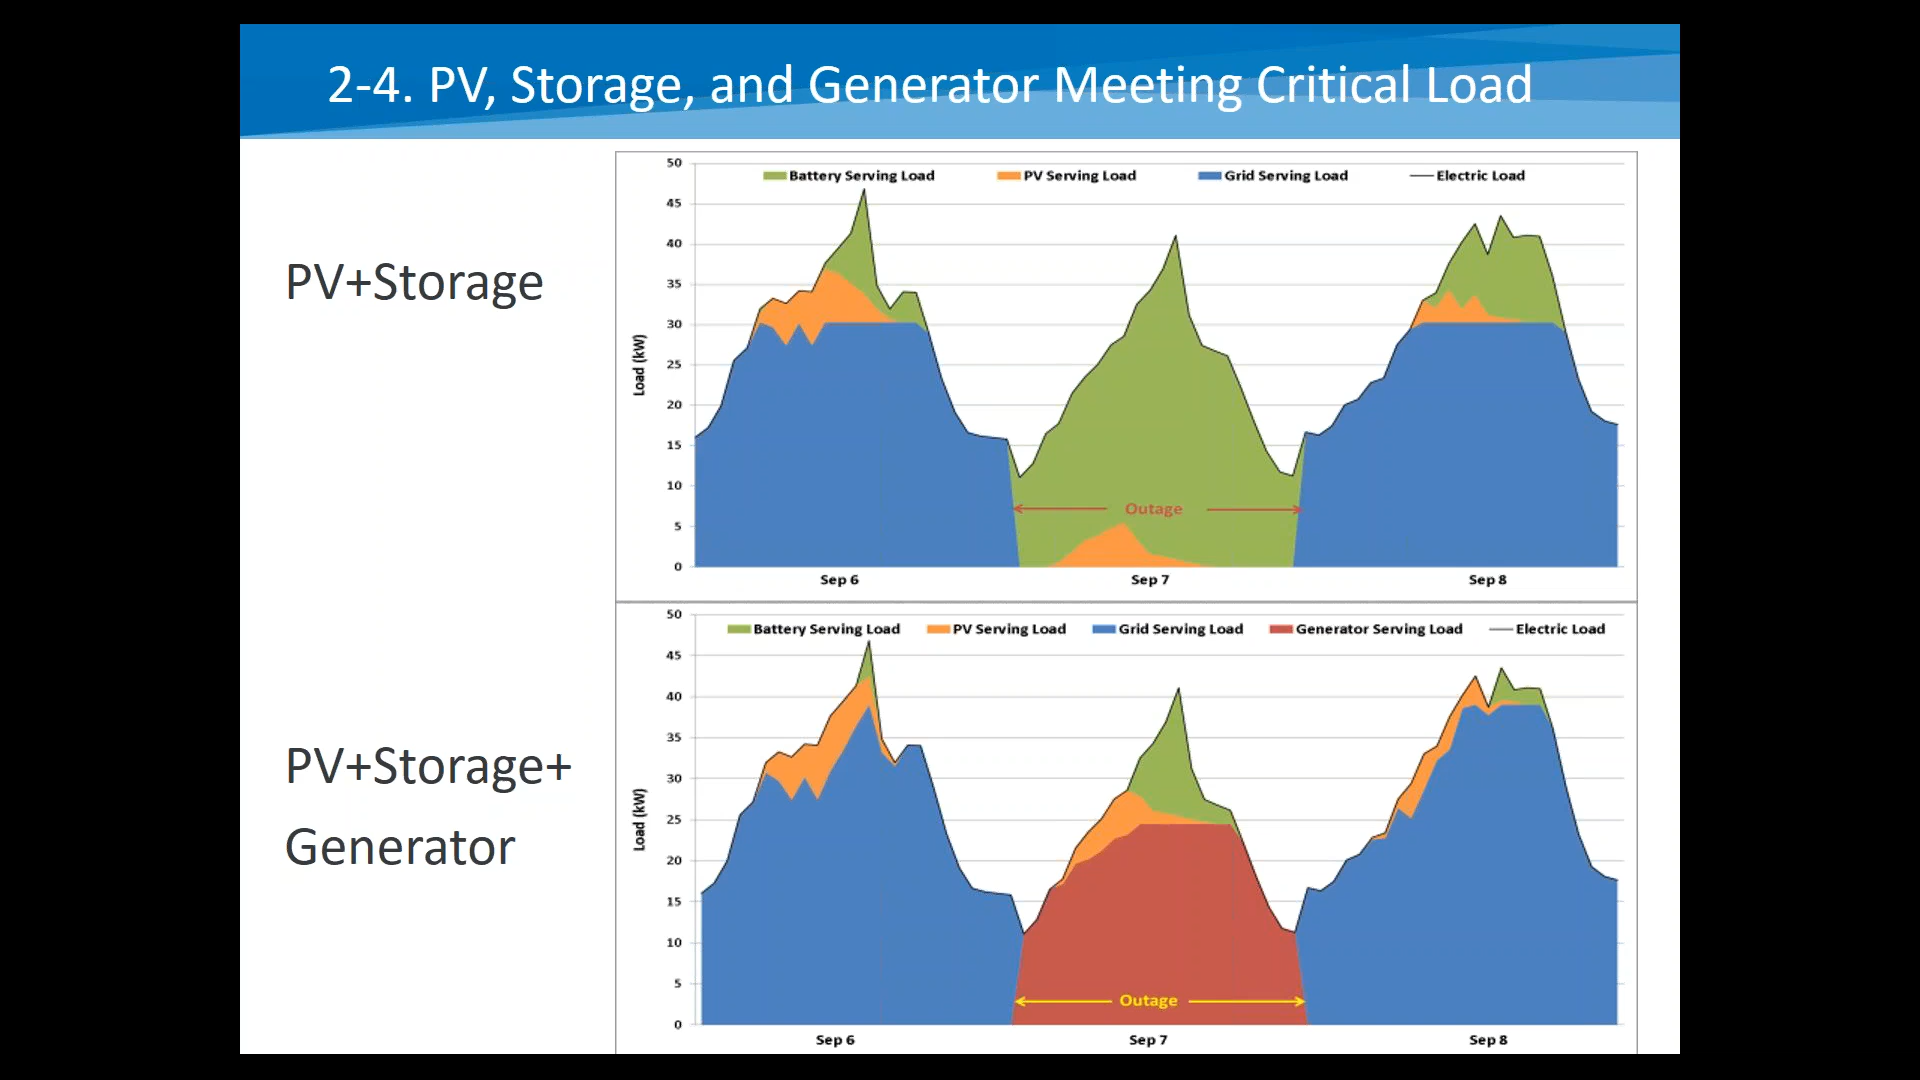 2-4. PV, Storage, and Generator Meeting Critical Load
PV+Storage
50
45
40
35
30
25
20
15
10
5
0
Load (kW)
Battery Serving Load
PV Serving Load
Grid Serving Load
Electric Load
Outage
Sep 6
Sep 7
Sep 8
PV+Storage+
Generator
50
45
40
35
30
25
20
15
10
5
0
Load (kW)
Battery Serving Load
PV Serving Load
Grid Serving Load
Generator Serving Load
Electric Load
Outage
Sep 6
Sep 7
Sep 8